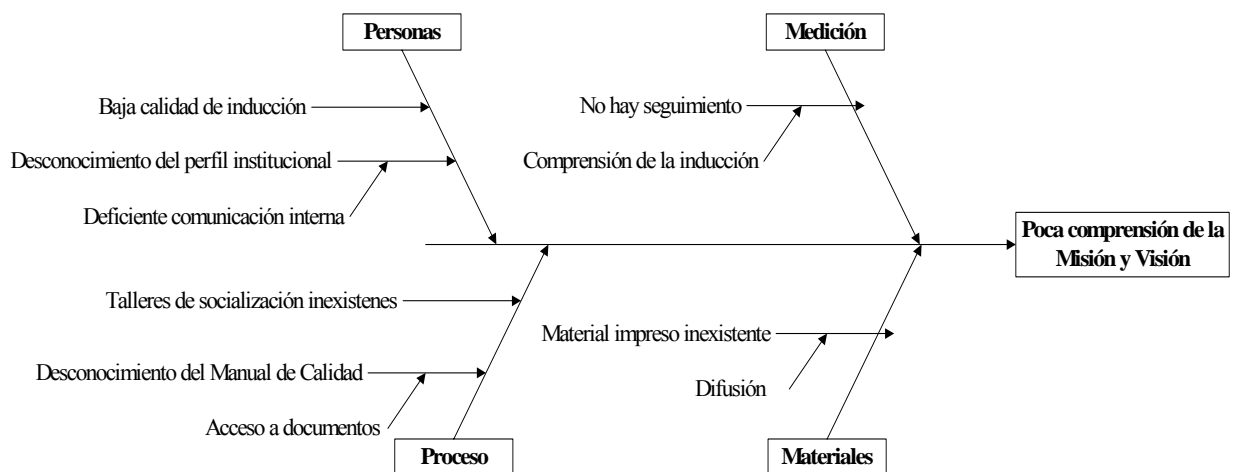 Personas
Medición
Baja calidad de inducción
No hay seguimiento
Desconocimiento del perfil institucional
Comprensión de la inducción
Deficiente comunicación interna
Poca comprensión de la
Misión y Visión
Talleres de socialización inexistenes
Material impreso inexistente
Desconocimiento del Manual de Calidad
Difusión
Acceso a documentos
Proceso
Materiales